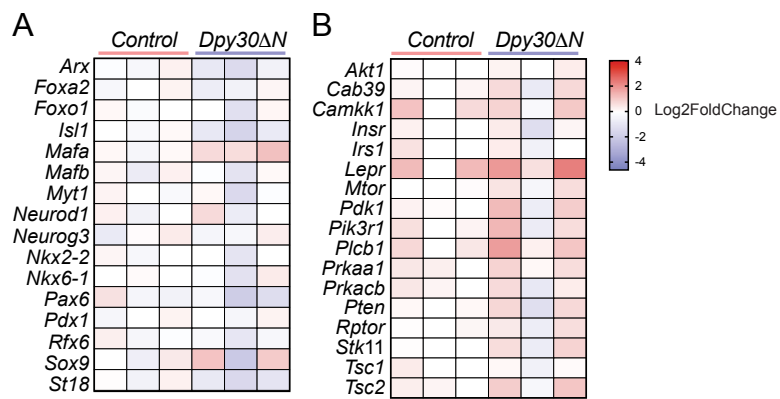 A
Control Dpy30ΔN
Arx
Foxa2
Foxo1
Isl1
Mafa
Mafb
Myt1
Neurod1
Neurog3
Nkx2-2
Nkx6-1
Pax6
Pdx1
Rfx6
Sox9
St18
B
Control Dpy30ΔN
Akt1
Cab39
Camkk1
Insr
Irs1
Lepr
Mtor
Pdk1
Pik3r1
Plcb1
Prkaa1
Prkacb
Pten
Rptor
Stk11
Tsc1
Tsc2
4
2
0
-2
-4
Log2FoldChange